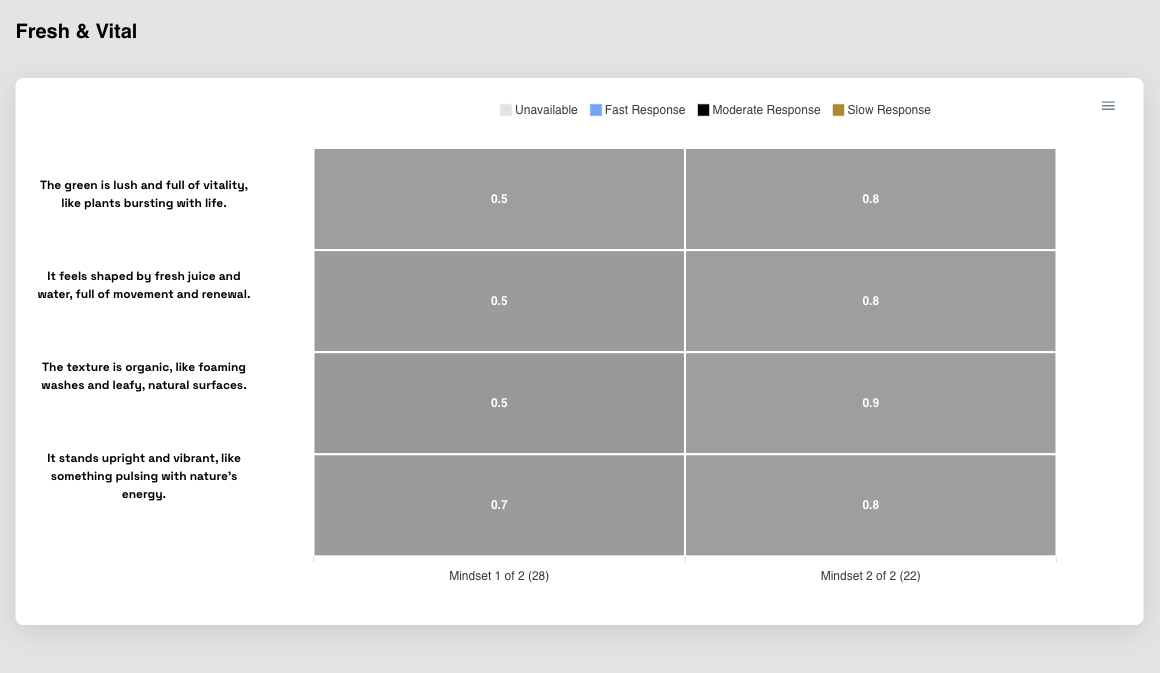 Fresh & Vital
Unavailable Fast Response Moderate Response Slow Response
The green is lush and full of vitality,
like plants bursting with life.
0.5 0.8
It feels shaped by fresh juice and
water, full of movement and renewal.
0.5 0.8
The texture is organic, like foaming
washes and leafy, natural surfaces.
0.5 0.9
It stands upright and vibrant, like
something pulsing with nature's
energy.
0.7 0.8
Mindset 1 of 2 (28) Mindset 2 of 2 (22)